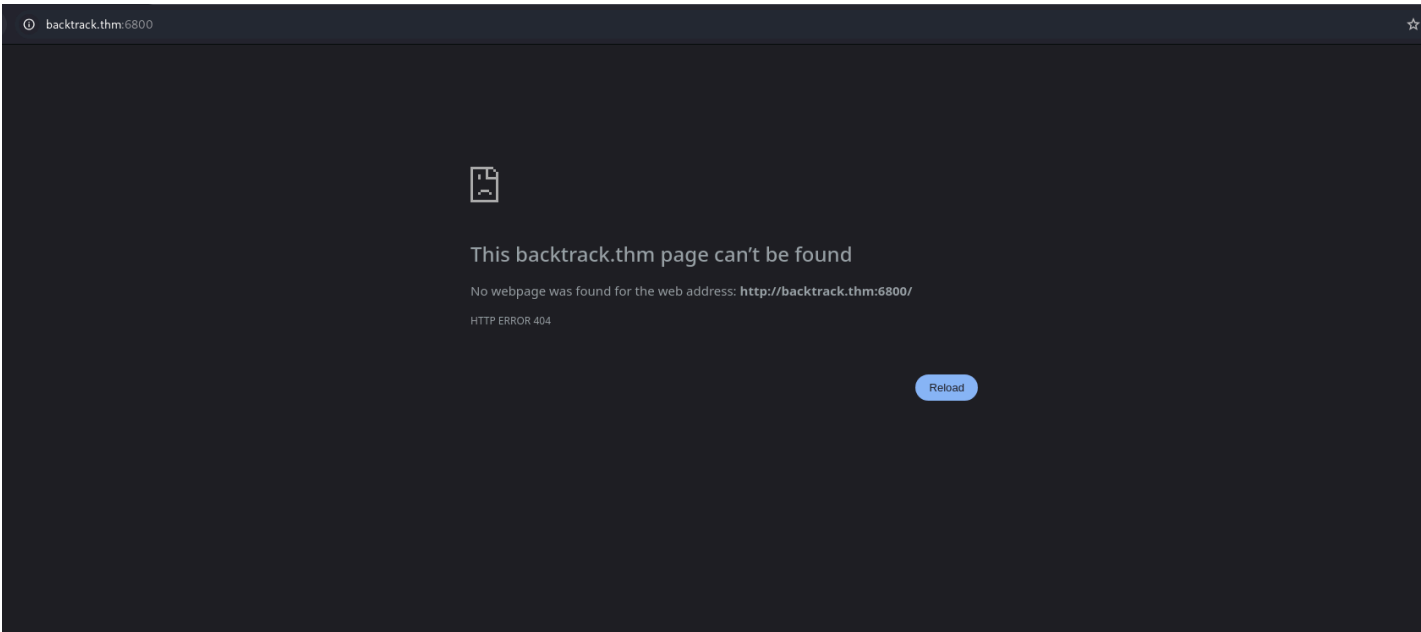 backtrack.thm:6800
This backtrack.thm page can’t be found
No webpage was found for the web address: http://backtrack.thm:6800/
HTTP ERROR 404
Reload